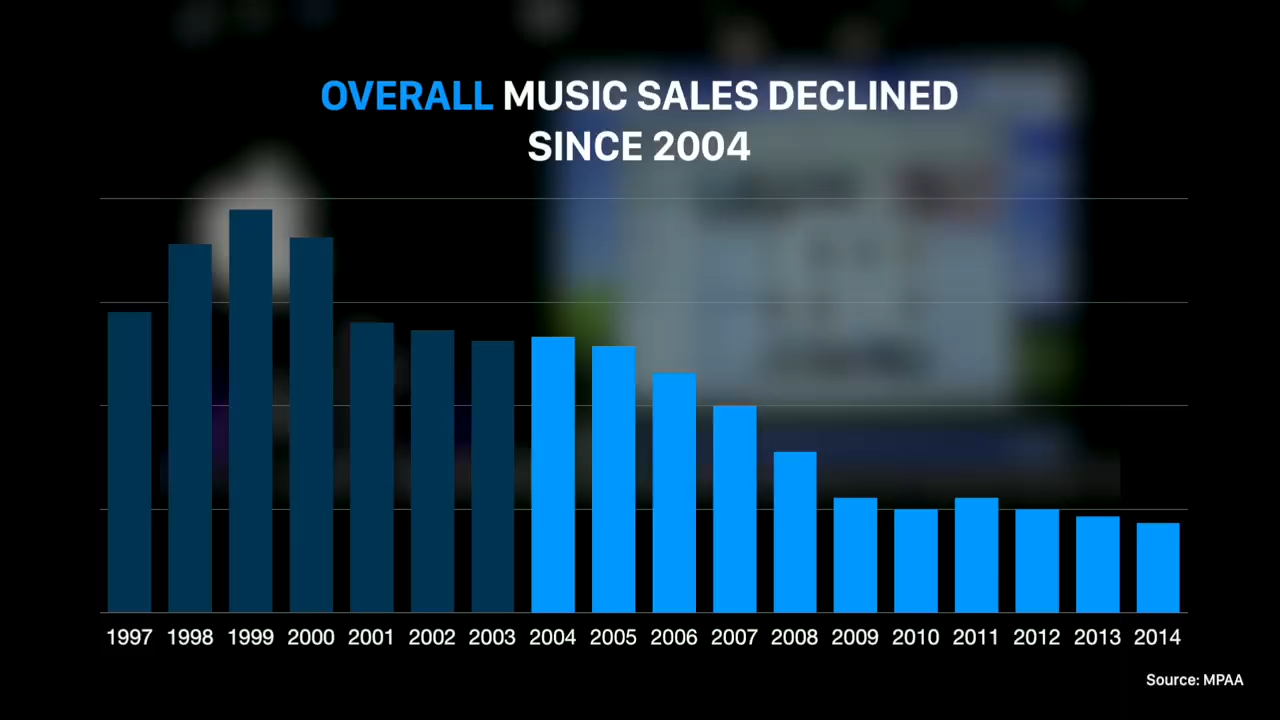 OVERALL MUSIC SALES DECLINED
SINCE 2004
1997 1998 1999 2000 2001 2002 2003 2004 2005 2006 2007 2008 2009 2010 2011 2012 2013 2014
Source: MPAA